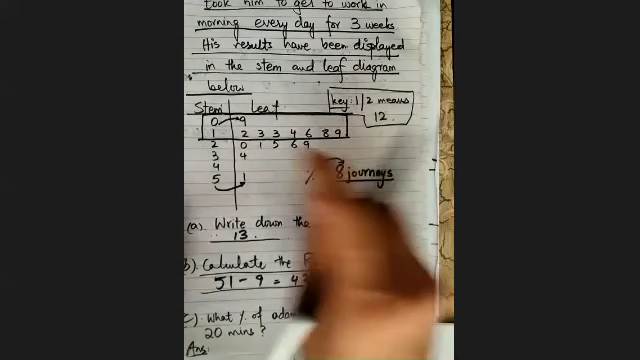 took him to get to work in
morning every day for 3 weeks
His results have been displayed
in the stem and leaf diagram
below
key: 1|2 means
12.
Stem Leaf
0 9
1 2 3 3 4 6 8 9
2 0 1 5 6 9
3 4
4
5 1
8 journeys
(a). Write down the
13.
b). Calculate the
51 - 9 =
(c). What % of
20 mins?
Ans: